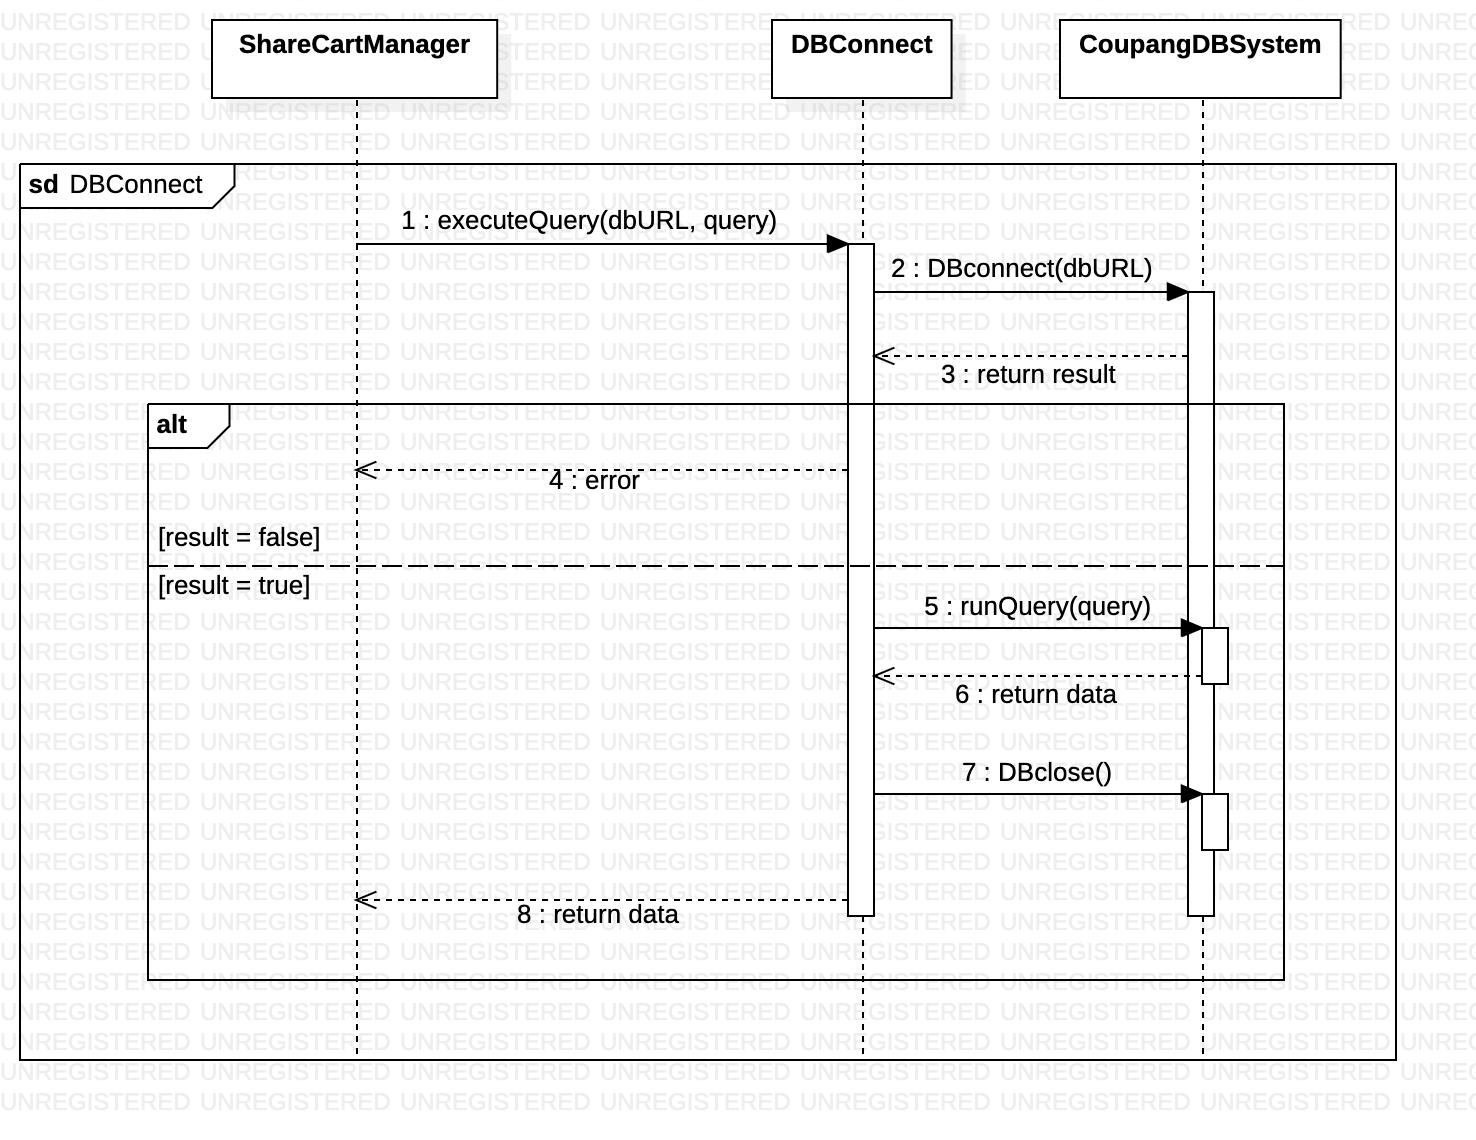 ShareCartManager
DBConnect
CoupangDBSystem
sd DBConnect
1 : executeQuery(dbURL, query)
2 : DBconnect(dbURL)
3 : return result
alt
4 : error
[result = false]
[result = true]
5 : runQuery(query)
6 : return data
7 : DBclose()
8 : return data
UNREGISTERED